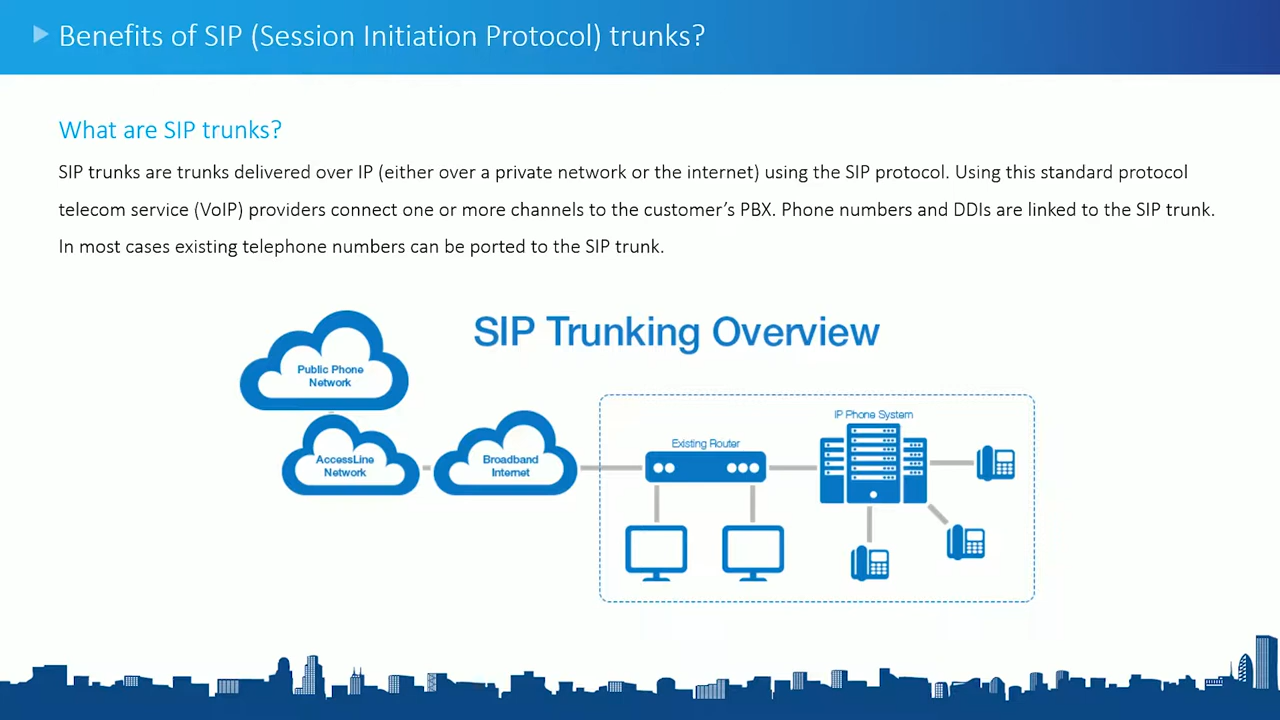 Benefits of SIP (Session Initiation Protocol) trunks?
What are SIP trunks?
SIP trunks are trunks delivered over IP (either over a private network or the internet) using the SIP protocol. Using this standard protocol
telecom service (VoIP) providers connect one or more channels to the customer’s PBX. Phone numbers and DDIs are linked to the SIP trunk.
In most cases existing telephone numbers can be ported to the SIP trunk.
SIP Trunking Overview
Public Phone
Network
AccessLine
Network
Broadband
Internet
Existing Router
IP Phone System